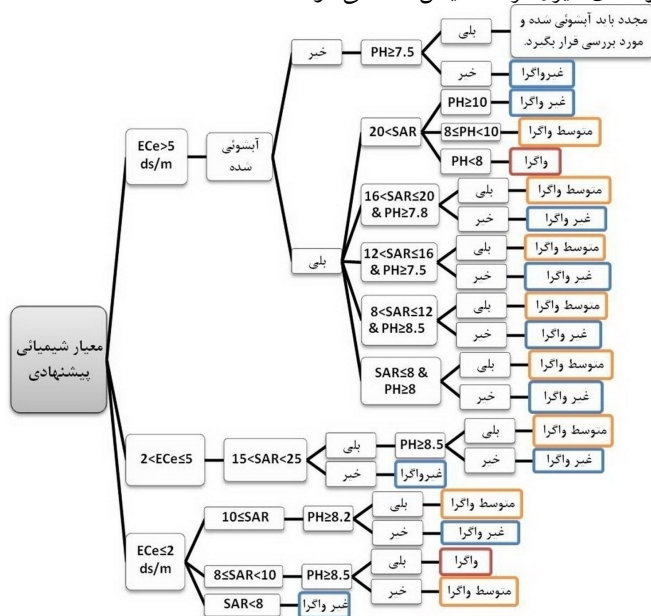 مجدد باید آبشوئی شده و
مورد بررسی قرار بگیرد.
بلی
خیر
PH≥7.5
خیر
غیرواگرا
PH≥10
غیر واگرا
20<SAR
8≤PH<10
متوسط واگرا
PH<8
واگرا
ECe>5
ds/m
آبشوئی
شده
16<SAR≤20
& PH≥7.8
بلی
متوسط واگرا
خیر
غیر واگرا
بلی
12<SAR≤16
& PH≥7.5
بلی
متوسط واگرا
خیر
غیر واگرا
8<SAR≤12
& PH≥8.5
بلی
متوسط واگرا
خیر
غیر واگرا
SAR≤8 &
PH≥8
بلی
متوسط واگرا
خیر
غیر واگرا
معیار شیمیائی
پیشنهادی
2<ECe≤5
15<SAR<25
بلی
PH≥8.5
بلی
متوسط واگرا
خیر
غیر واگرا
خیر
غیرواگرا
ECe≤2
ds/m
10≤SAR
PH≥8.2
بلی
متوسط واگرا
خیر
غیر واگرا
8≤SAR<10
PH≥8.5
بلی
واگرا
خیر
متوسط واگرا
SAR<8
غیر واگرا